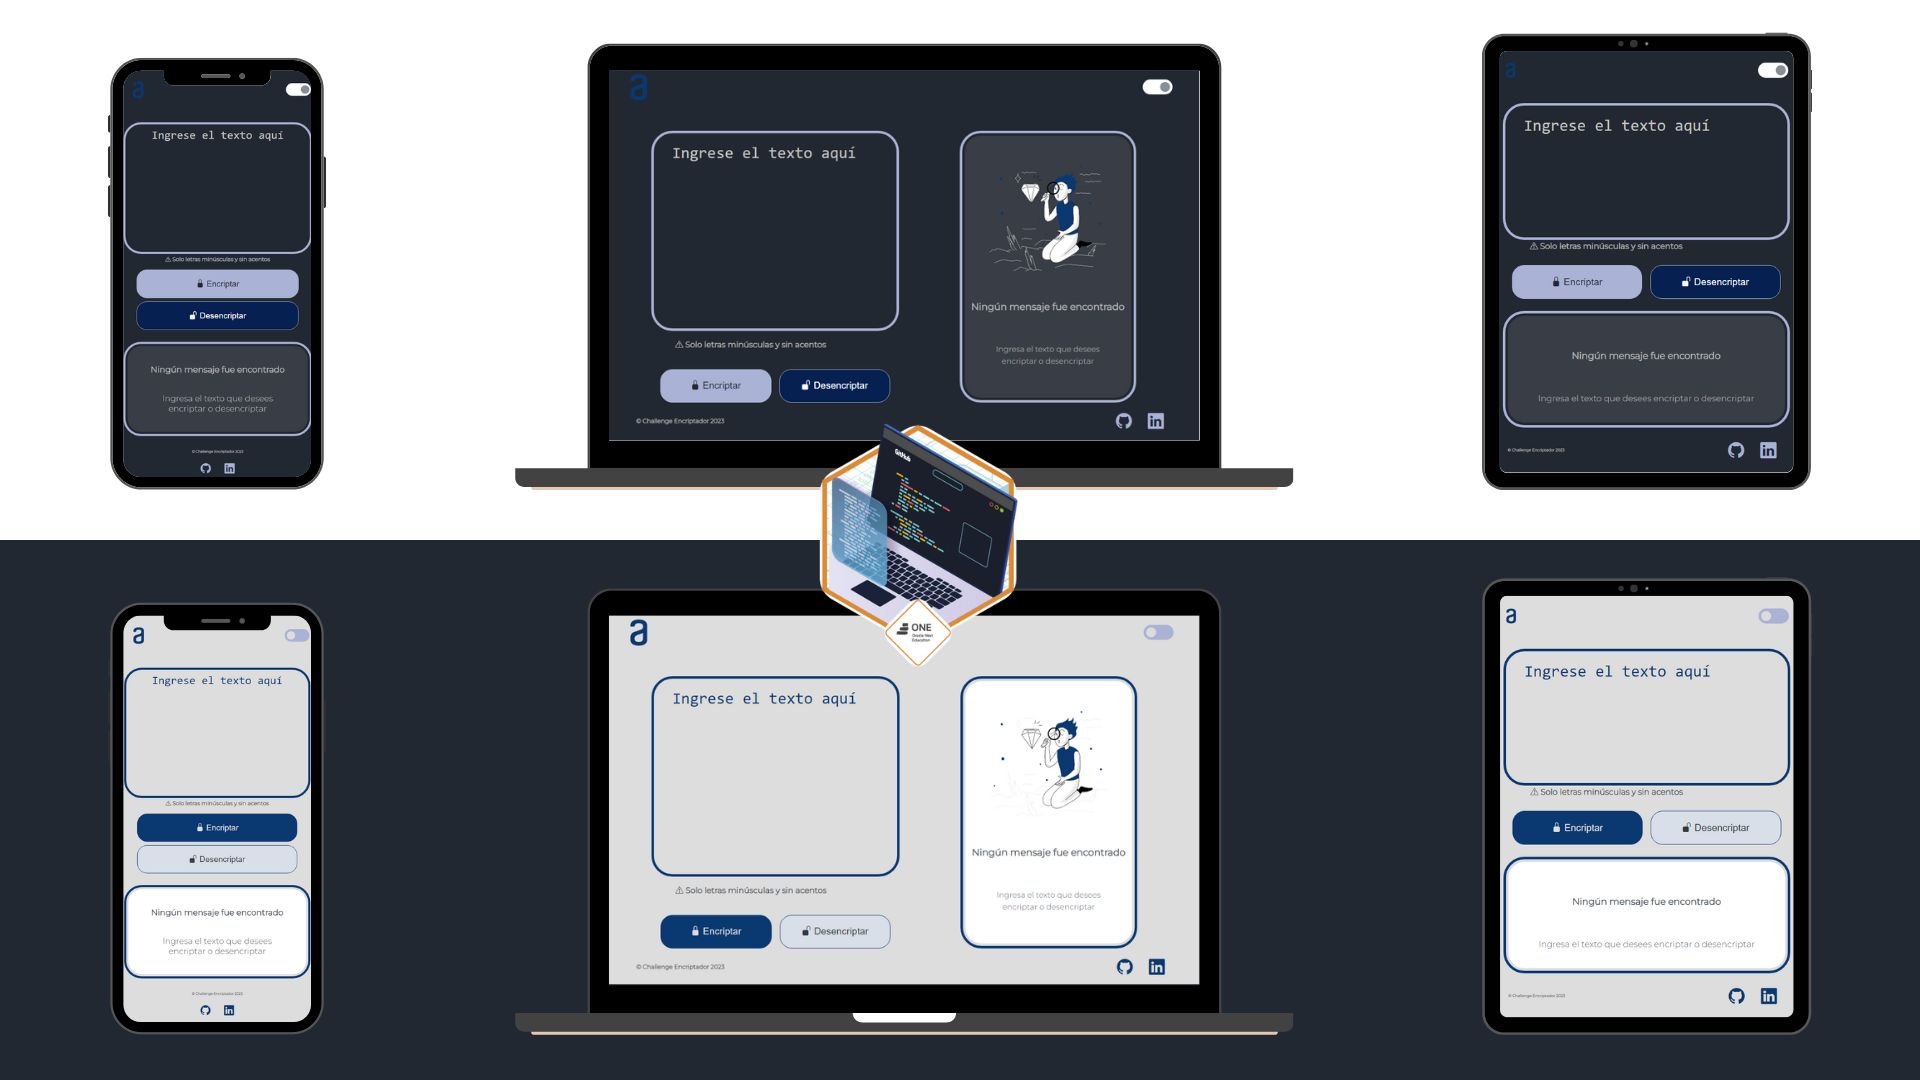 a
Ingrese el texto aquí
⚠ Solo letras minúsculas y sin acentos
Encriptar
Desencriptar
Ningún mensaje fue encontrado
Ingresa el texto que desees
encriptar o desencriptar
© Challenge Encriptador 2023
in
a
Ingrese el texto aquí
⚠ Solo letras minúsculas y sin acentos
Encriptar
Desencriptar
Ningún mensaje fue encontrado
Ingresa el texto que desees
encriptar o desencriptar
© Challenge Encriptador 2023
in
a
Ingrese el texto aquí
⚠ Solo letras minúsculas y sin acentos
Encriptar
Desencriptar
Ningún mensaje fue encontrado
Ingresa el texto que desees encriptar o desencriptar
© Challenge Encriptador 2023
in
GitHub
ONE
Oracle Next
Education
a
Ingrese el texto aquí
⚠ Solo letras minúsculas y sin acentos
Encriptar
Desencriptar
Ningún mensaje fue encontrado
Ingresa el texto que desees
encriptar o desencriptar
© Challenge Encriptador 2023
in
a
Ingrese el texto aquí
⚠ Solo letras minúsculas y sin acentos
Encriptar
Desencriptar
Ningún mensaje fue encontrado
Ingresa el texto que desees
encriptar o desencriptar
© Challenge Encriptador 2023
in
a
Ingrese el texto aquí
⚠ Solo letras minúsculas y sin acentos
Encriptar
Desencriptar
Ningún mensaje fue encontrado
Ingresa el texto que desees encriptar o desencriptar
© Challenge Encriptador 2023
in